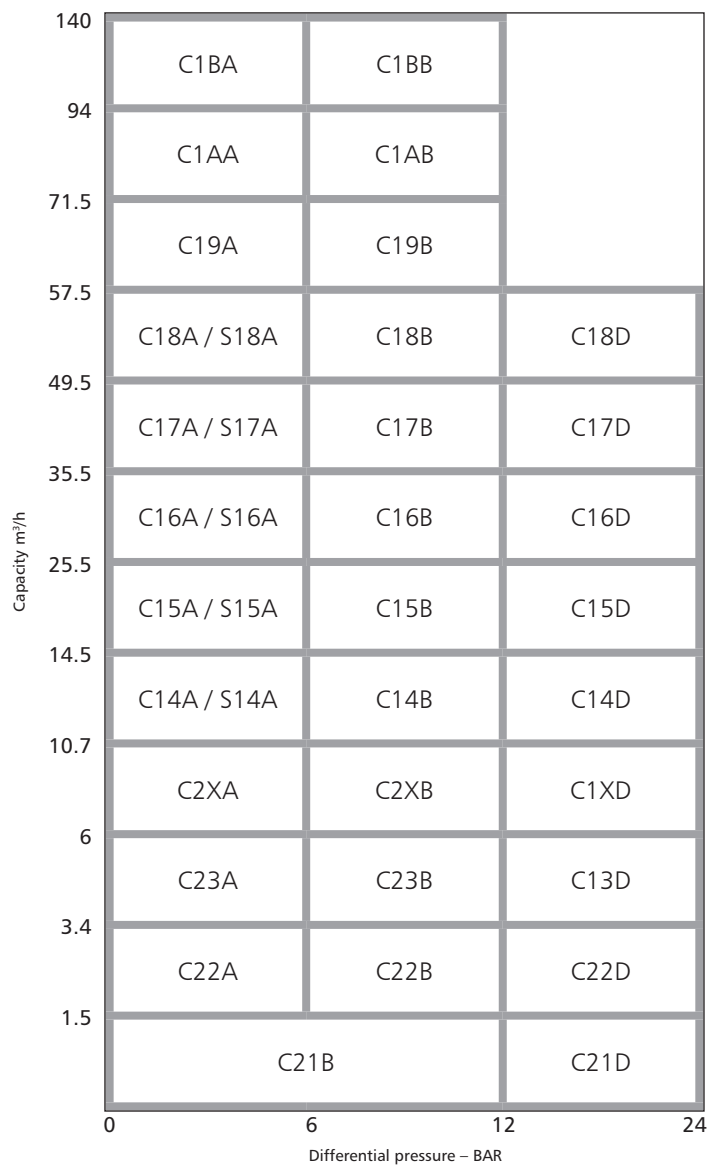 140
C1BA C1BB
94
C1AA C1AB
71.5
C19A C19B
57.5
C18A / S18A C18B C18D
49.5
C17A / S17A C17B C17D
35.5
C16A / S16A C16B C16D
25.5
C15A / S15A C15B C15D
14.5
C14A / S14A C14B C14D
10.7
C2XA C2XB C1XD
6
C23A C23B C13D
3.4
C22A C22B C22D
1.5
C21B C21D
0 6 12 24
Capacity m³/h
Differential pressure – BAR